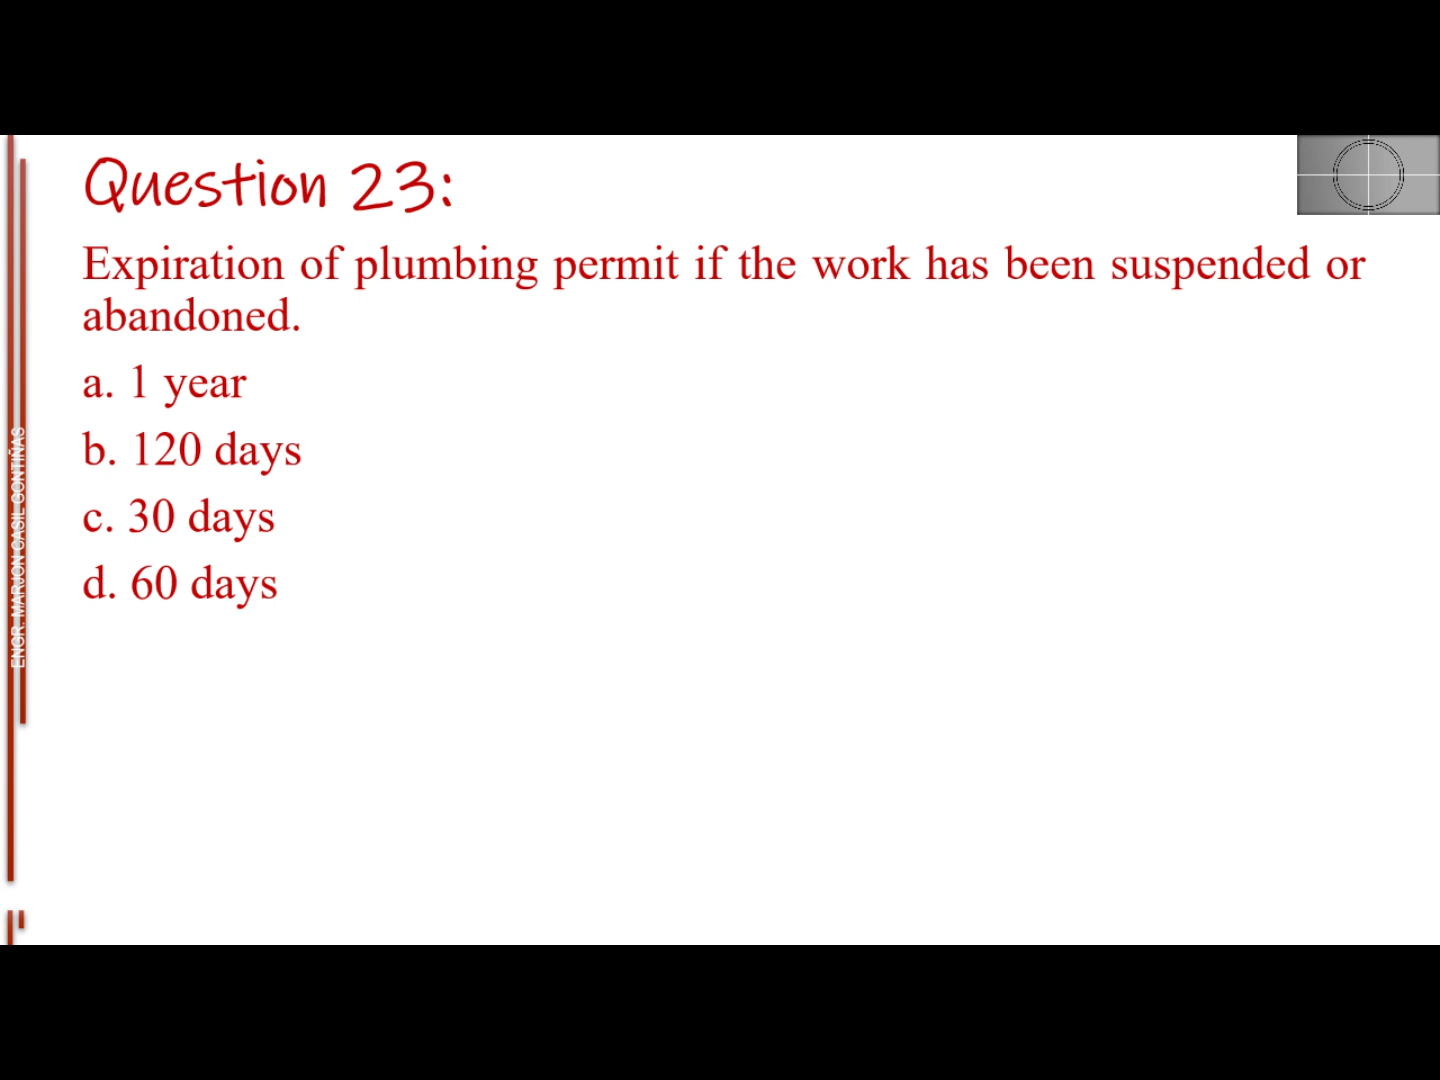 Question 23:
Expiration of plumbing permit if the work has been suspended or
abandoned.
a. 1 year
b. 120 days
c. 30 days
d. 60 days
ENGR. MARJON CASIL GONTIÑAS